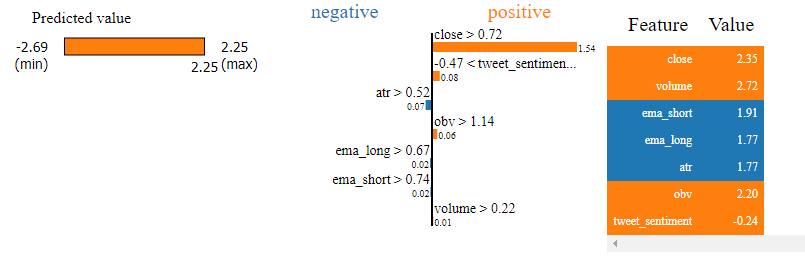 Predicted value
-2.69
(min)
2.25
2.25
(max)
negative
positive
close > 0.72
1.54
-0.47 < tweet_sentimen...
0.08
atr > 0.52
0.07
obv > 1.14
0.06
ema_long > 0.67
0.02
ema_short > 0.74
0.02
volume > 0.22
0.01
Feature Value
close 2.35
volume 2.72
ema_short 1.91
ema_long 1.77
atr 1.77
obv 2.20
tweet_sentiment -0.24